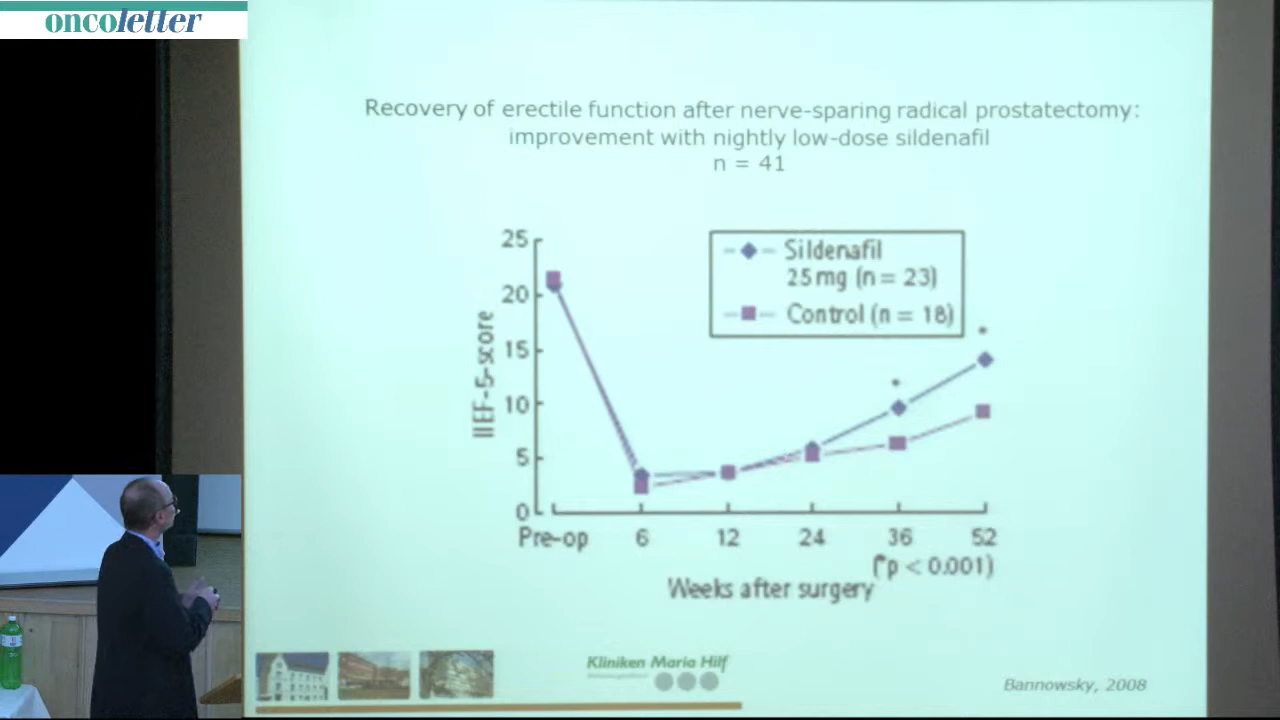 oncoletter
Recovery of erectile function after nerve-sparing radical prostatectomy:
improvement with nightly low-dose sildenafil
n = 41
25
20
15
10
5
0
IIEF-5-score
Sildenafil
25 mg (n = 23)
Control (n = 18)
*
*
Pre-op 6 12 24 36 52
(*p < 0.001)
Weeks after surgery
Kliniken Maria Hilf
Bannowsky, 2008